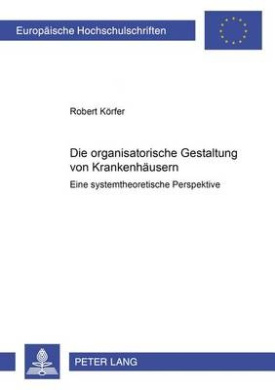 Europäische Hochschulschriften
Robert Körfer
Die organisatorische Gestaltung
von Krankenhäusern
Eine systemtheoretische Perspektive
PETER LANG